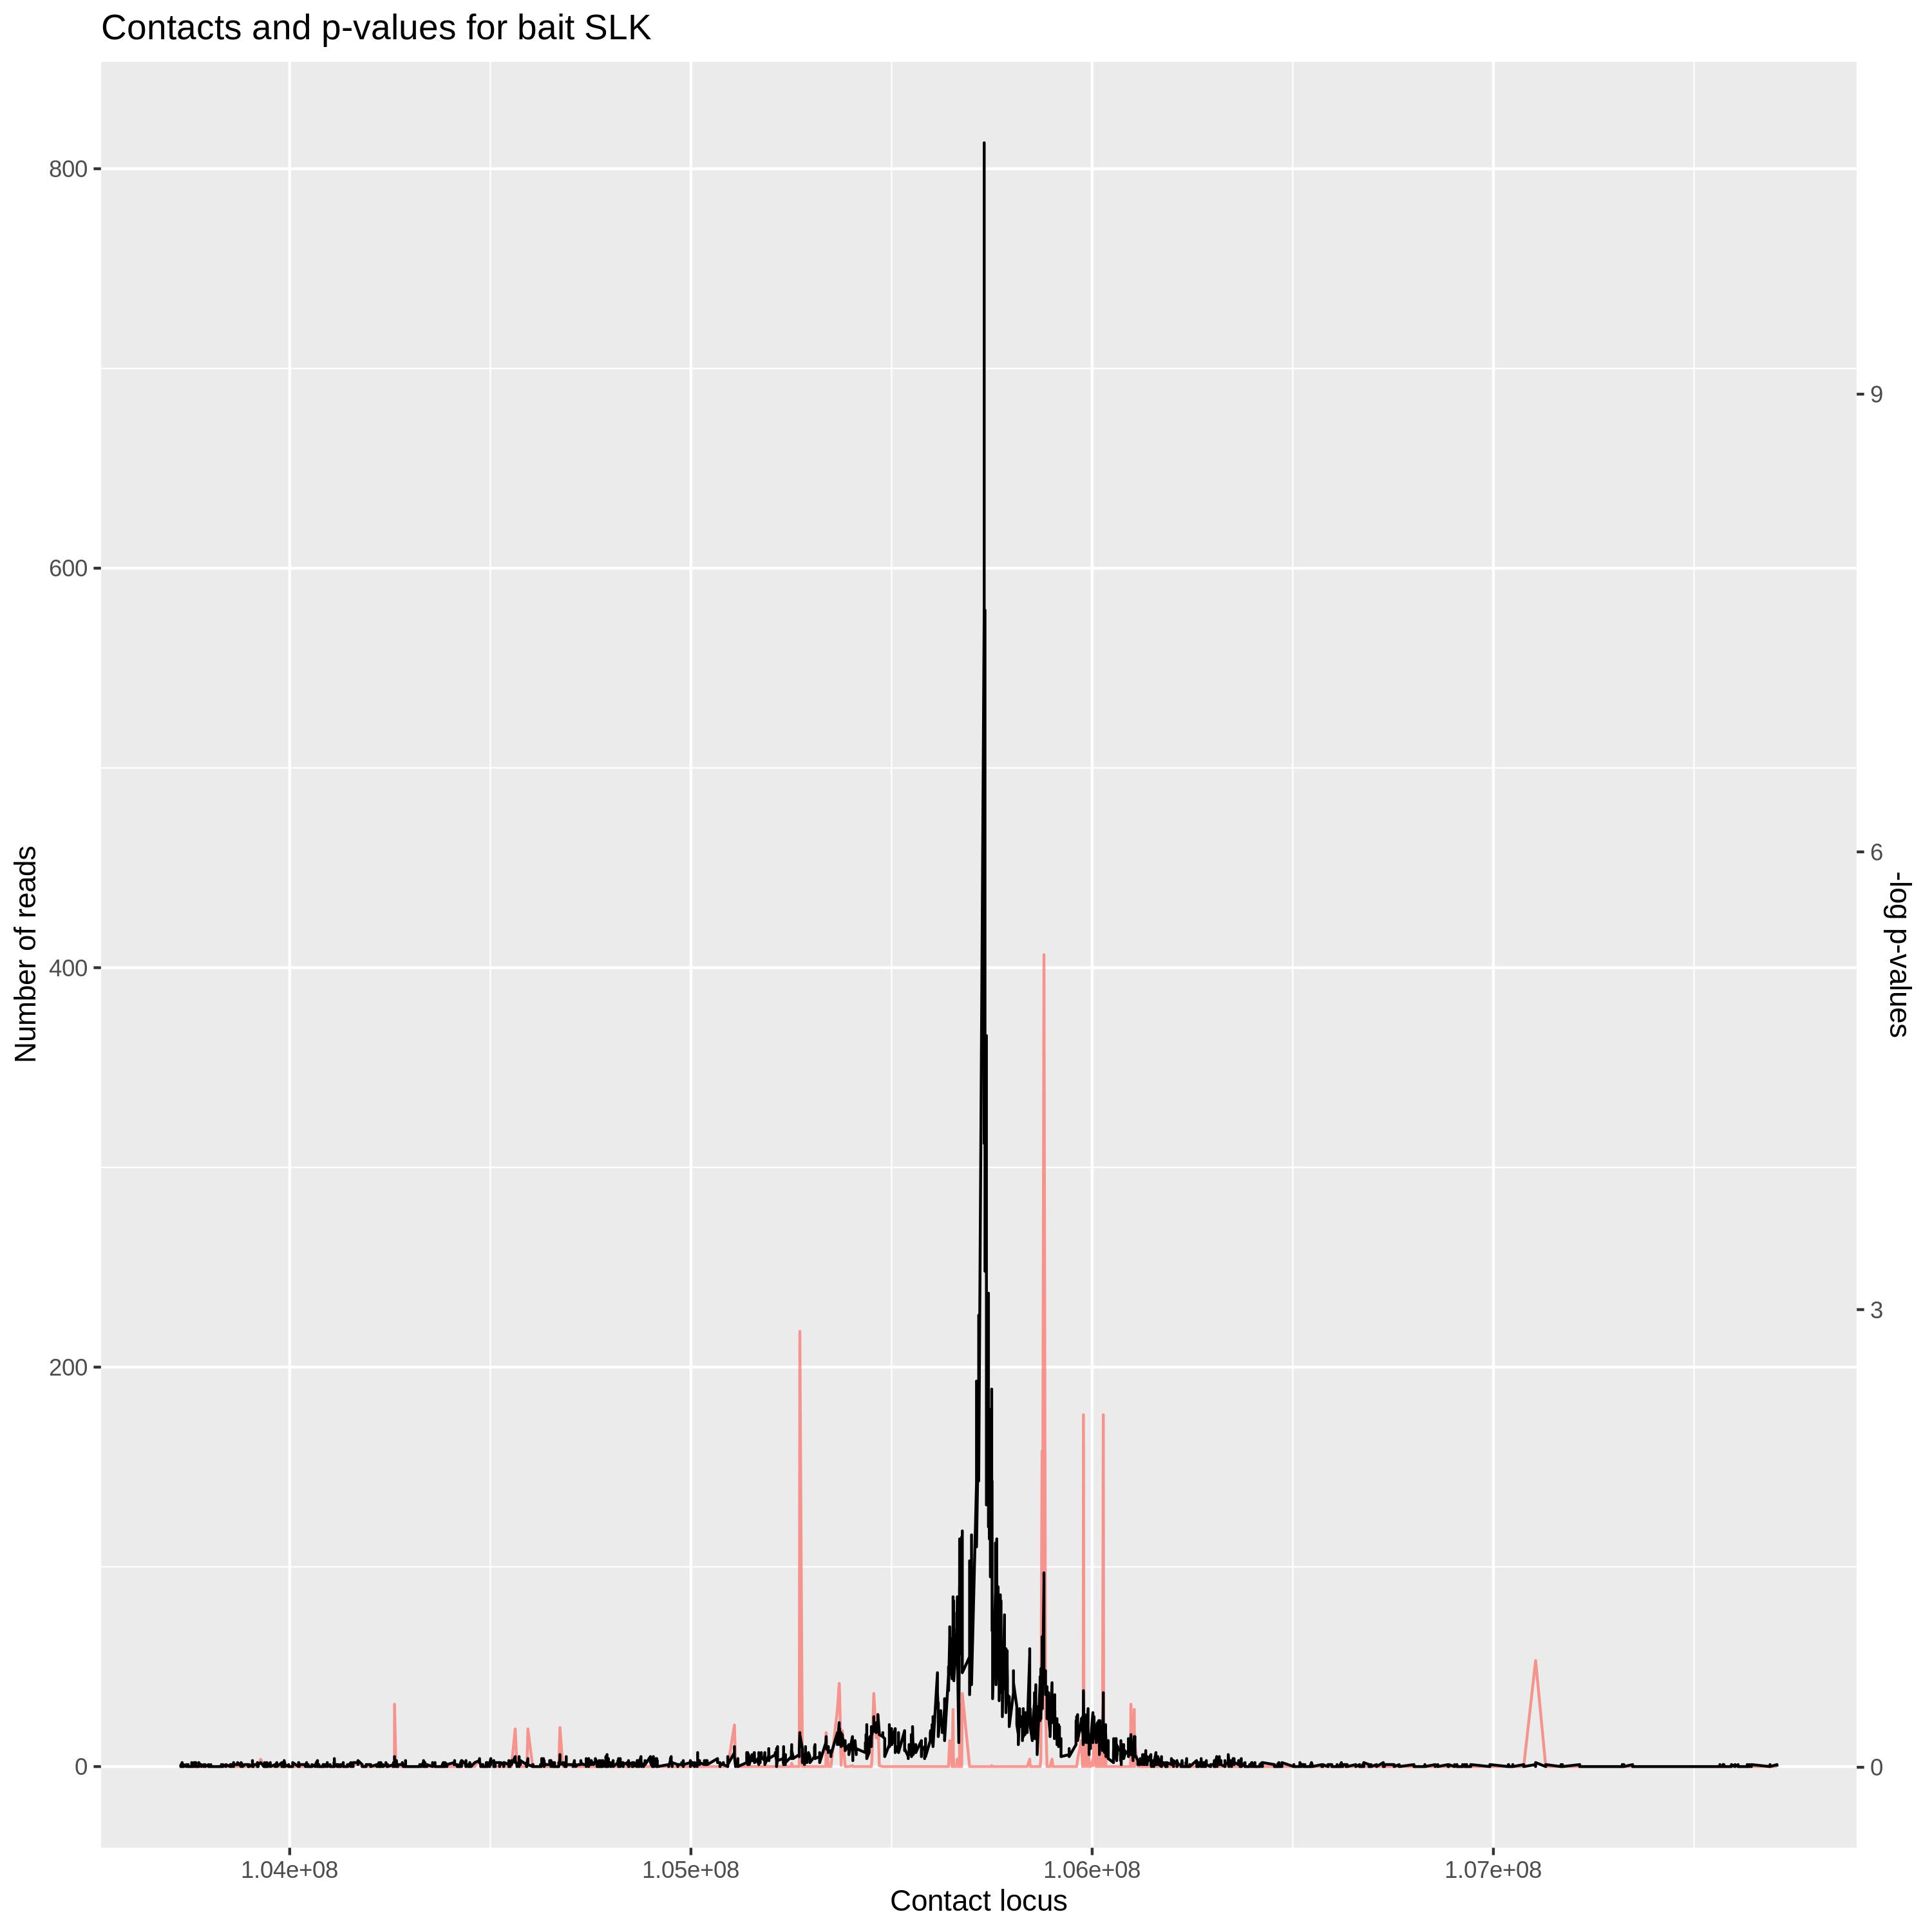 Contacts and p-values for bait SLK
800
600
400
200
0
Number of reads
9
6
3
0
-log p-values
1.04e+08
1.05e+08
1.06e+08
1.07e+08
Contact locus